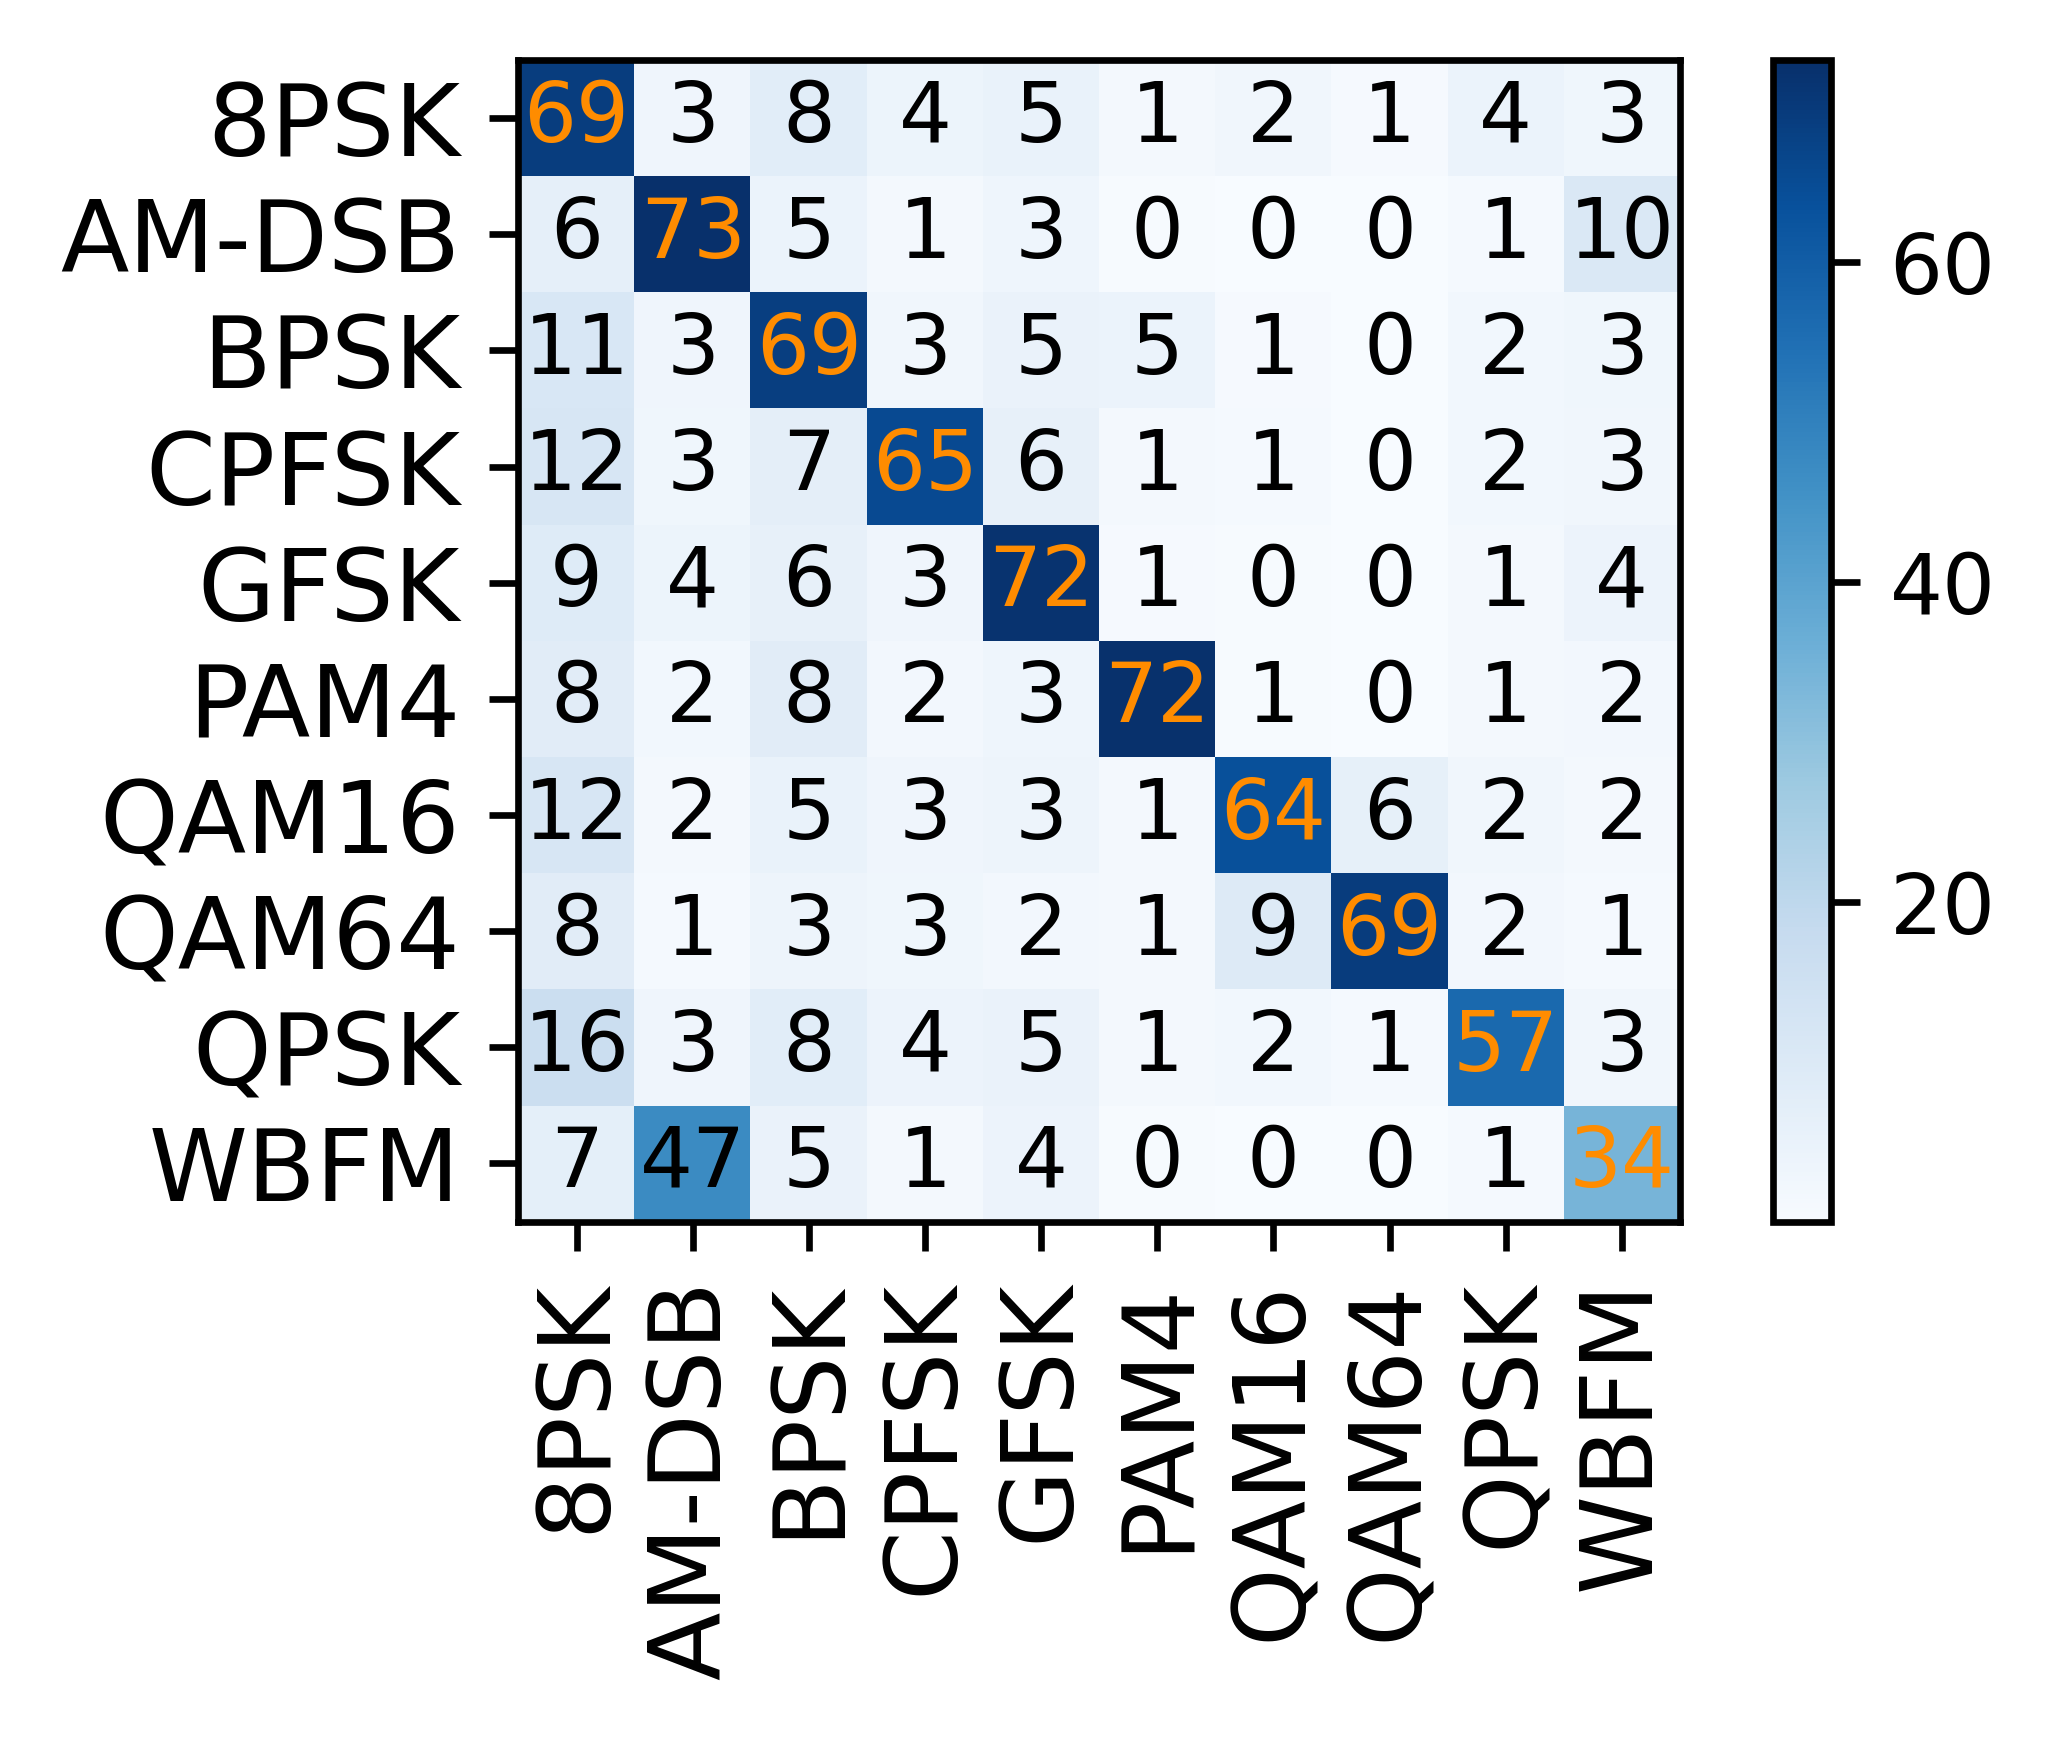 8PSK 69 3 8 4 5 1 2 1 4 3
AM-DSB 6 73 5 1 3 0 0 0 1 10
60
BPSK 11 3 69 3 5 5 1 0 2 3
CPFSK 12 3 7 65 6 1 1 0 2 3
GFSK 9 4 6 3 72 1 0 0 1 4
40
PAM4 8 2 8 2 3 72 1 0 1 2
QAM16 12 2 5 3 3 1 64 6 2 2
QAM64 8 1 3 3 2 1 9 69 2 1
20
QPSK 16 3 8 4 5 1 2 1 57 3
WBFM 7 47 5 1 4 0 0 0 1 34
8PSK
AM-DSB
BPSK
CPFSK
GFSK
PAM4
QAM16
QAM64
QPSK
WBFM